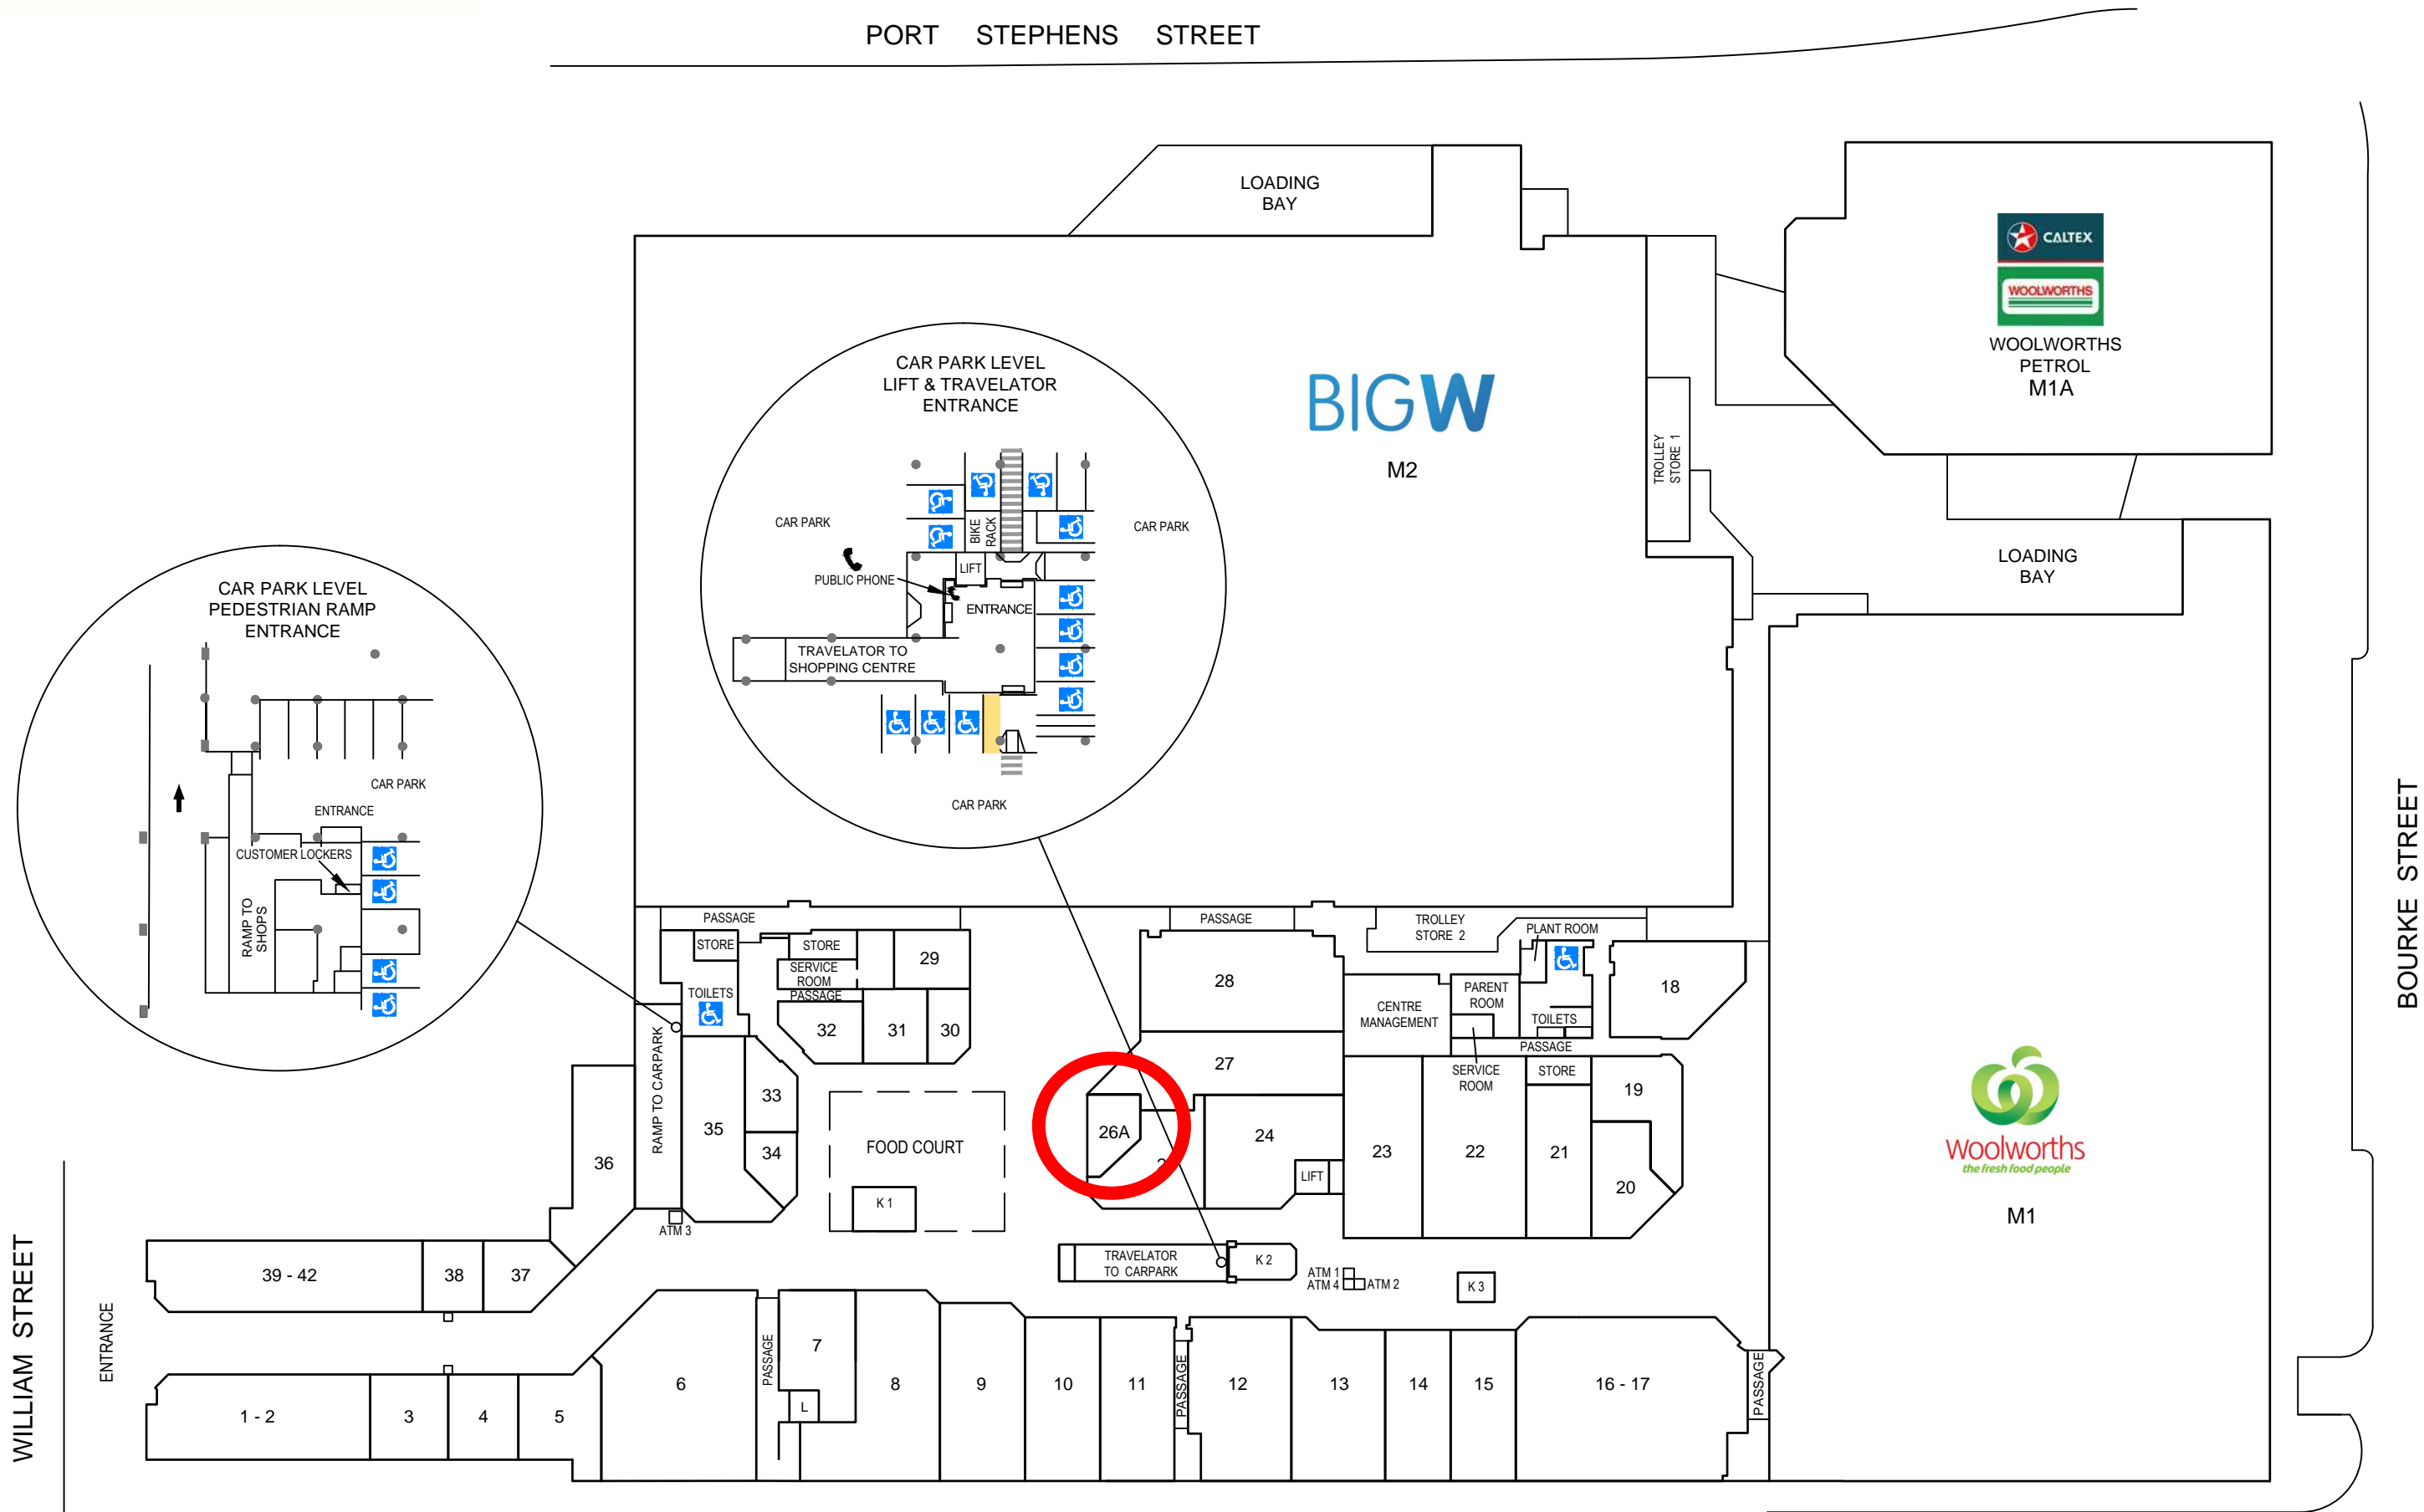 PORT STEPHENS STREET
LOADING
BAY
CALTEX
WOOLWORTHS
WOOLWORTHS
PETROL
M1A
BIGW
M2
TROLLEY
STORE 1
LOADING
BAY
BOURKE STREET
CAR PARK LEVEL
LIFT & TRAVELATOR
ENTRANCE
CAR PARK
BIKE
RACK
CAR PARK
LIFT
PUBLIC PHONE
ENTRANCE
TRAVELATOR TO
SHOPPING CENTRE
CAR PARK
CAR PARK LEVEL
PEDESTRIAN RAMP
ENTRANCE
CAR PARK
ENTRANCE
CUSTOMER LOCKERS
RAMP TO
SHOPS
PASSAGE
STORE
STORE
SERVICE
ROOM
PASSAGE
TOILETS
29
32
31
30
RAMP TO CARPARK
33
34
35
36
ATM 3
FOOD COURT
K 1
PASSAGE
TROLLEY
STORE 2
PLANT ROOM
28
CENTRE
MANAGEMENT
PARENT
ROOM
TOILETS
PASSAGE
18
27
SERVICE
ROOM
STORE
19
26A
24
LIFT
23
22
21
20
Woolworths
the fresh food people
M1
TRAVELATOR
TO CARPARK
K 2
ATM 1
ATM 4
ATM 2
K 3
WILLIAM STREET
ENTRANCE
39 - 42
38
37
1 - 2
3
4
5
6
PASSAGE
7
L
8
9
10
11
PASSAGE
12
13
14
15
16 - 17
PASSAGE